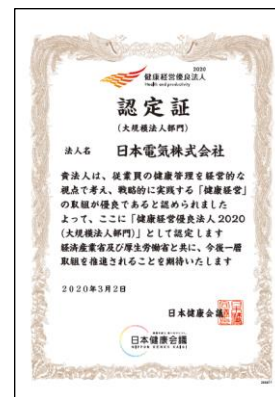 2020
健康経営優良法人
Health and productivity
認定証
(大規模法人部門)
法人名 日本電気株式会社
貴法人は、従業員の健康管理を経営的な
視点で考え、戦略的に実践する「健康経営」
の取組が優良であると認められました
よって、ここに「健康経営優良法人2020
(大規模法人部門)」として認定します
経済産業省及び厚生労働省と共に、今後一層
取組を推進されることを期待いたします
2020年3月2日
日本健康会議
日本健康会議
NIPPON KENKO KAIGI